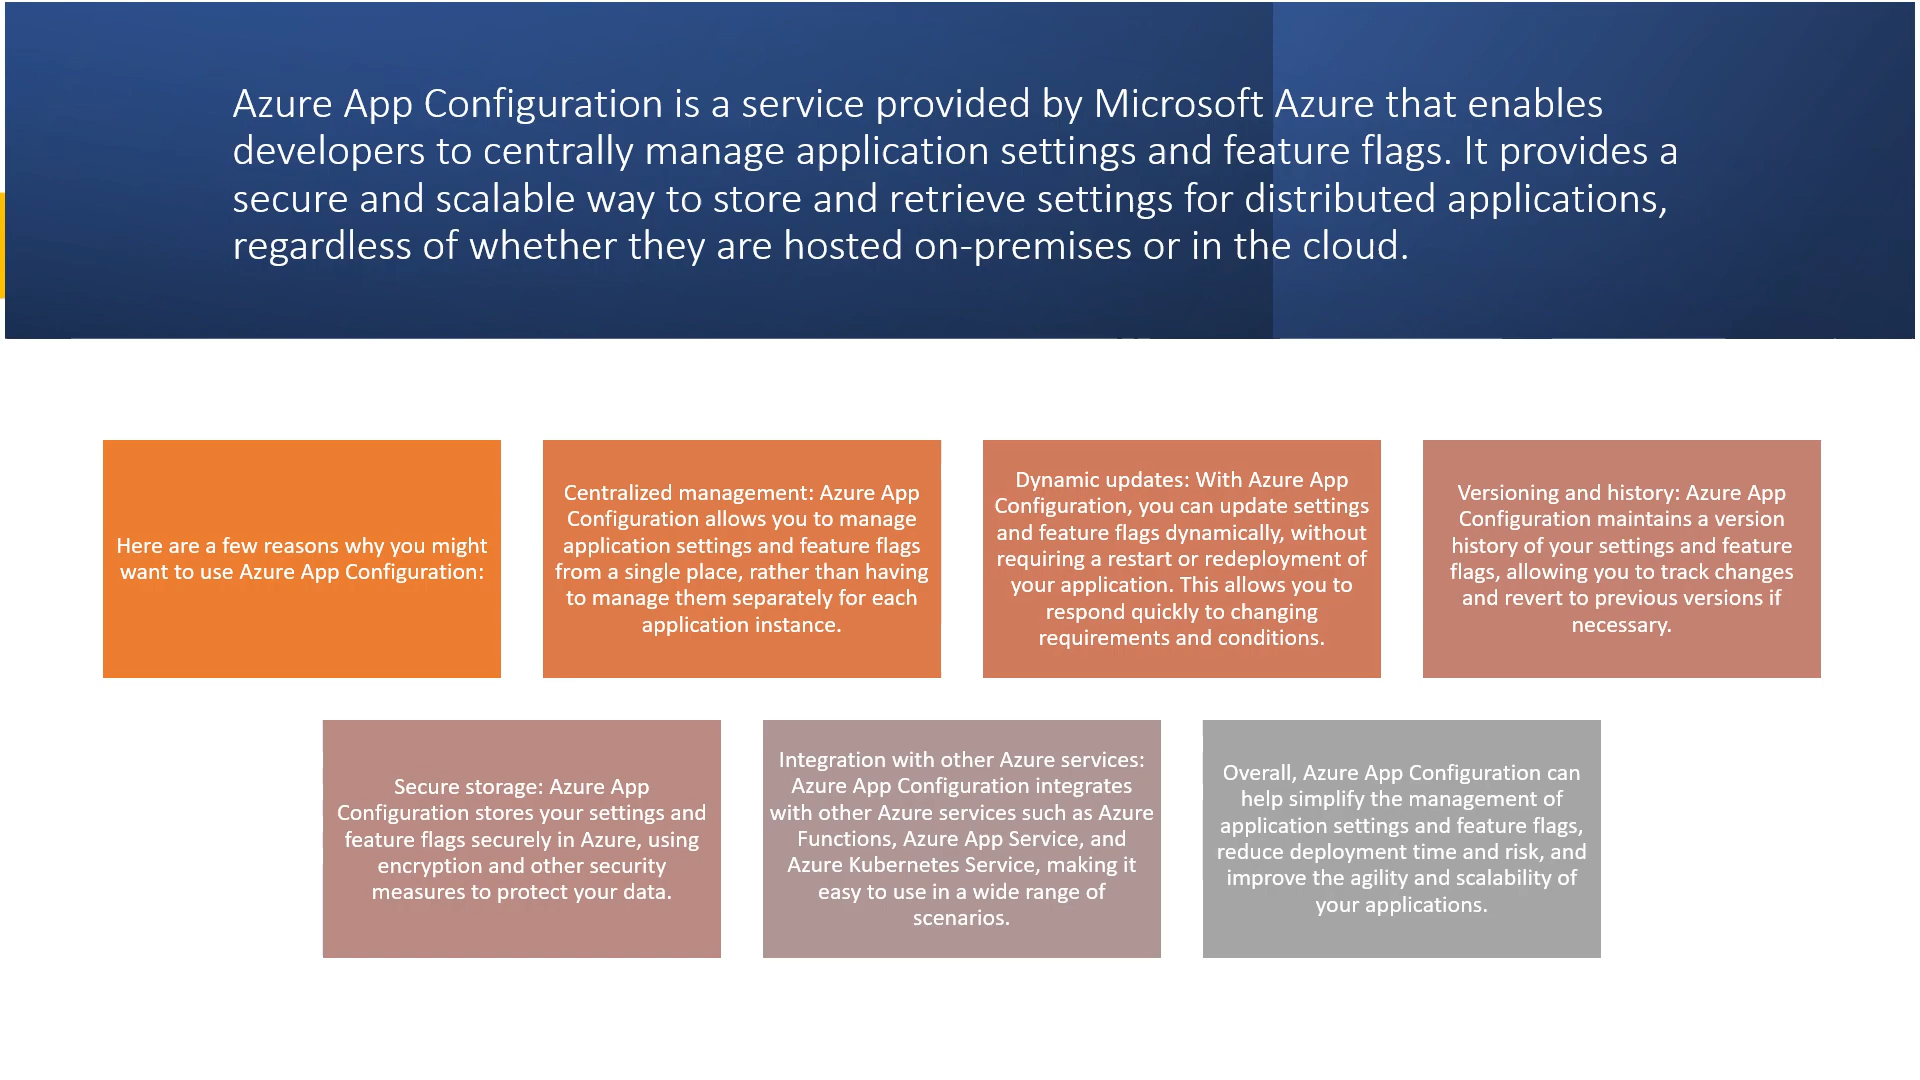 Azure App Configuration is a service provided by Microsoft Azure that enables
developers to centrally manage application settings and feature flags. It provides a
secure and scalable way to store and retrieve settings for distributed applications,
regardless of whether they are hosted on-premises or in the cloud.
Here are a few reasons why you might
want to use Azure App Configuration:
Centralized management: Azure App
Configuration allows you to manage
application settings and feature flags
from a single place, rather than having
to manage them separately for each
application instance.
Dynamic updates: With Azure App
Configuration, you can update settings
and feature flags dynamically, without
requiring a restart or redeployment of
your application. This allows you to
respond quickly to changing
requirements and conditions.
Versioning and history: Azure App
Configuration maintains a version
history of your settings and feature
flags, allowing you to track changes
and revert to previous versions if
necessary.
Secure storage: Azure App
Configuration stores your settings and
feature flags securely in Azure, using
encryption and other security
measures to protect your data.
Integration with other Azure services:
Azure App Configuration integrates
with other Azure services such as Azure
Functions, Azure App Service, and
Azure Kubernetes Service, making it
easy to use in a wide range of
scenarios.
Overall, Azure App Configuration can
help simplify the management of
application settings and feature flags,
reduce deployment time and risk, and
improve the agility and scalability of
your applications.